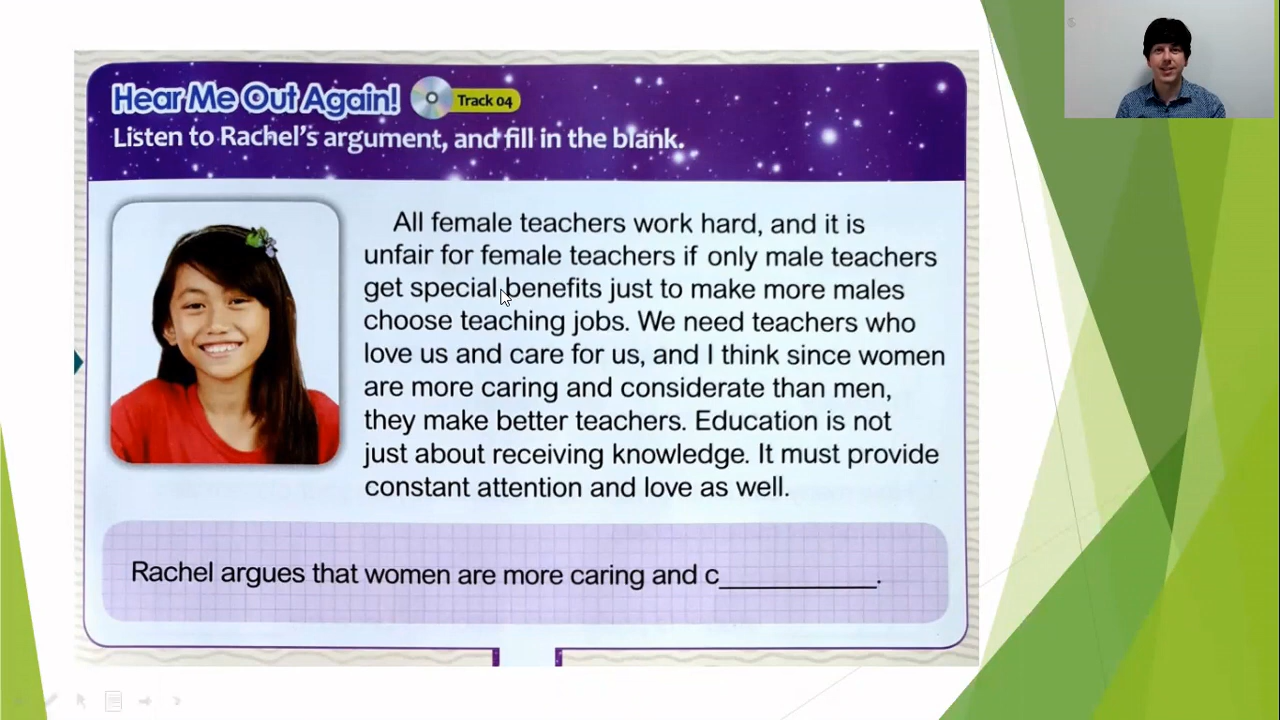 Hear Me Out Again!
Track 04
Listen to Rachel's argument, and fill in the blank.
All female teachers work hard, and it is
unfair for female teachers if only male teachers
get special benefits just to make more males
choose teaching jobs. We need teachers who
love us and care for us, and I think since women
are more caring and considerate than men,
they make better teachers. Education is not
just about receiving knowledge. It must provide
constant attention and love as well.
Rachel argues that women are more caring and c___________.